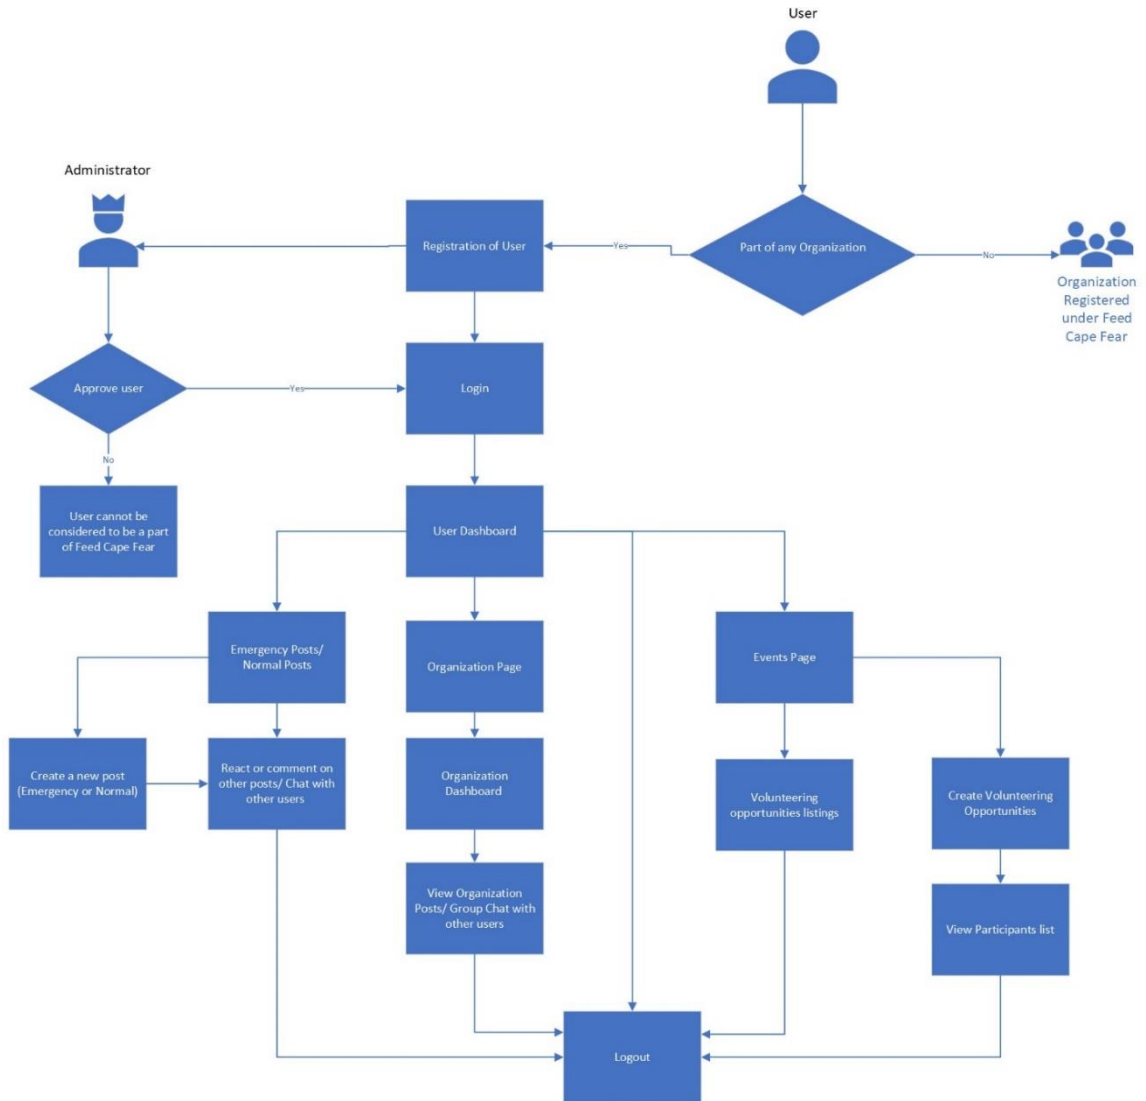 User
Administrator
Registration of User
Yes
Part of any Organization
No
Organization
Registered
under Feed
Cape Fear
Approve user
Yes
Login
No
User cannot be
considered to be a part
of Feed Cape Fear
User Dashboard
Emergency Posts/
Normal Posts
Organization Page
Events Page
Create a new post
(Emergency or Normal)
React or comment on
other posts/ Chat with
other users
Organization
Dashboard
Volunteering
opportunities listings
Create Volunteering
Opportunities
View Organization
Posts/ Group Chat with
other users
View Participants list
Logout